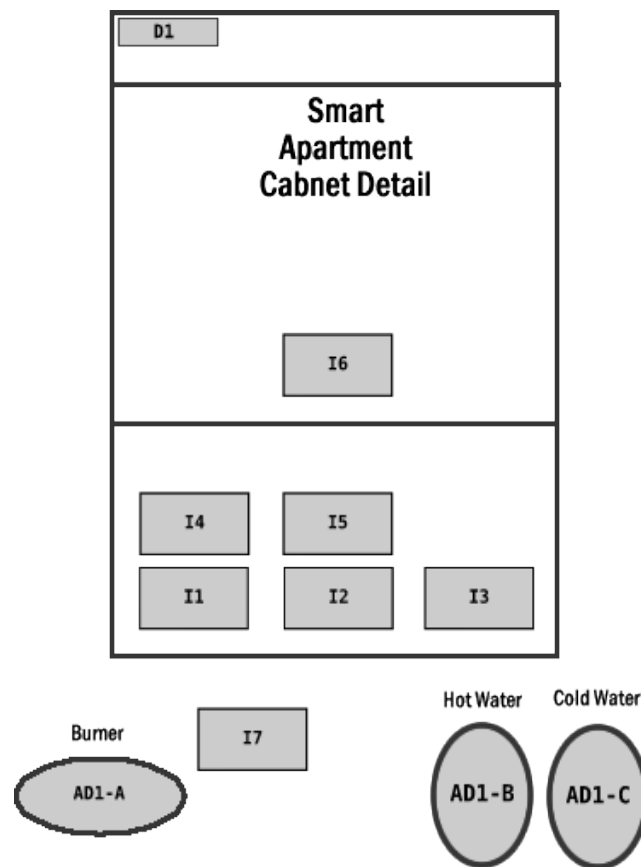 D1
Smart
Apartment
Cabnet Detail
I6
I4 I5
I1 I2 I3
Hot Water Cold Water
Burner I7
AD1-A AD1-B AD1-C